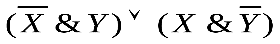 (X̅ & Y) ˅ (X & Y̅)